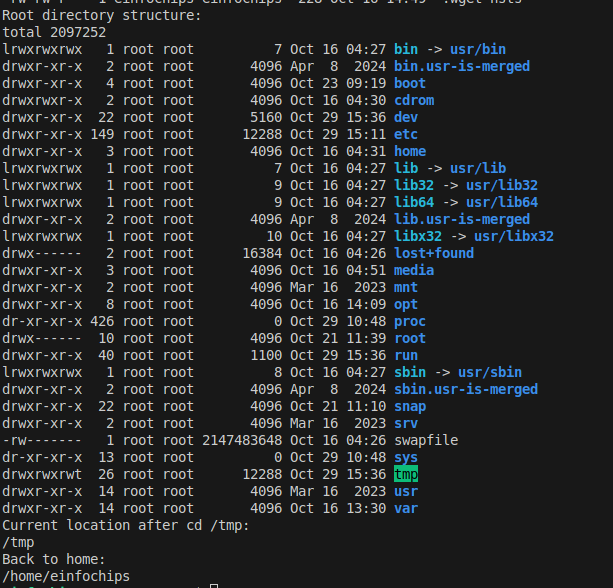 Root directory structure:
total 2097252
lrwxrwxrwx   1 root root          7 Oct 16 04:27 bin -> usr/bin
drwxr-xr-x   2 root root       4096 Apr  8  2024 bin.usr-is-merged
drwxr-xr-x   4 root root       4096 Oct 23 09:19 boot
drwxrwxr-x   2 root root       4096 Oct 16 04:30 cdrom
drwxr-xr-x  22 root root       5160 Oct 29 15:36 dev
drwxr-xr-x 149 root root      12288 Oct 29 15:11 etc
drwxr-xr-x   3 root root       4096 Oct 16 04:31 home
lrwxrwxrwx   1 root root          7 Oct 16 04:27 lib -> usr/lib
lrwxrwxrwx   1 root root          9 Oct 16 04:27 lib32 -> usr/lib32
lrwxrwxrwx   1 root root          9 Oct 16 04:27 lib64 -> usr/lib64
drwxr-xr-x   2 root root       4096 Apr  8  2024 lib.usr-is-merged
lrwxrwxrwx   1 root root         10 Oct 16 04:27 libx32 -> usr/libx32
drwx------   2 root root      16384 Oct 16 04:26 lost+found
drwxr-xr-x   3 root root       4096 Oct 16 04:51 media
drwxr-xr-x   2 root root       4096 Mar 16  2023 mnt
drwxr-xr-x   8 root root       4096 Oct 16 14:09 opt
dr-xr-xr-x 426 root root          0 Oct 29 10:48 proc
drwx------  10 root root       4096 Oct 21 11:39 root
drwxr-xr-x  40 root root       1100 Oct 29 15:36 run
lrwxrwxrwx   1 root root          8 Oct 16 04:27 sbin -> usr/sbin
drwxr-xr-x   2 root root       4096 Apr  8  2024 sbin.usr-is-merged
drwxr-xr-x  22 root root       4096 Oct 21 11:10 snap
drwxr-xr-x   2 root root       4096 Mar 16  2023 srv
-rw-------   1 root root 2147483648 Oct 16 04:26 swapfile
dr-xr-xr-x  13 root root          0 Oct 29 10:48 sys
drwxrwxrwt  26 root root      12288 Oct 29 15:36 tmp
drwxr-xr-x  14 root root       4096 Mar 16  2023 usr
drwxr-xr-x  14 root root       4096 Oct 16 13:30 var
Current location after cd /tmp:
/tmp
Back to home:
/home/einfochips